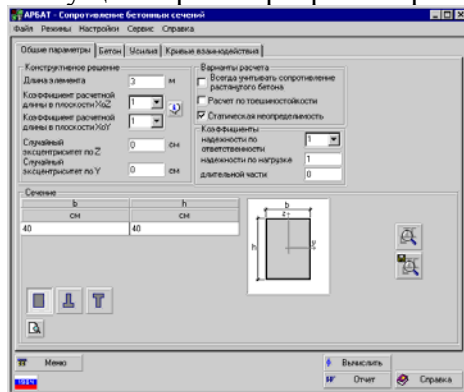 АРБАТ - Сопротивление бетонных сечений
Файл Режимы Настройки Сервис Справка
Общие параметры Бетон Усилия Кривые взаимодействия
Конструктивное решение
Длина элемента 3 м
Коэффициент расчетной длины в плоскости XoZ 1
Коэффициент расчетной длины в плоскости XoY 1
Случайный эксцентриситет по Z 0 см
Случайный эксцентриситет по Y 0 см
Варианты расчета
Всегда учитывать сопротивление растянутого бетона
Расчет по трещиностойкости
Статическая неопределимость
Коэффициенты
надежности по ответственности 1
надежности по нагрузке 1
длительной части 0
Сечение
b h
см см
40 40
b
z
h
Меню
Вычислить
Отчет
Справка